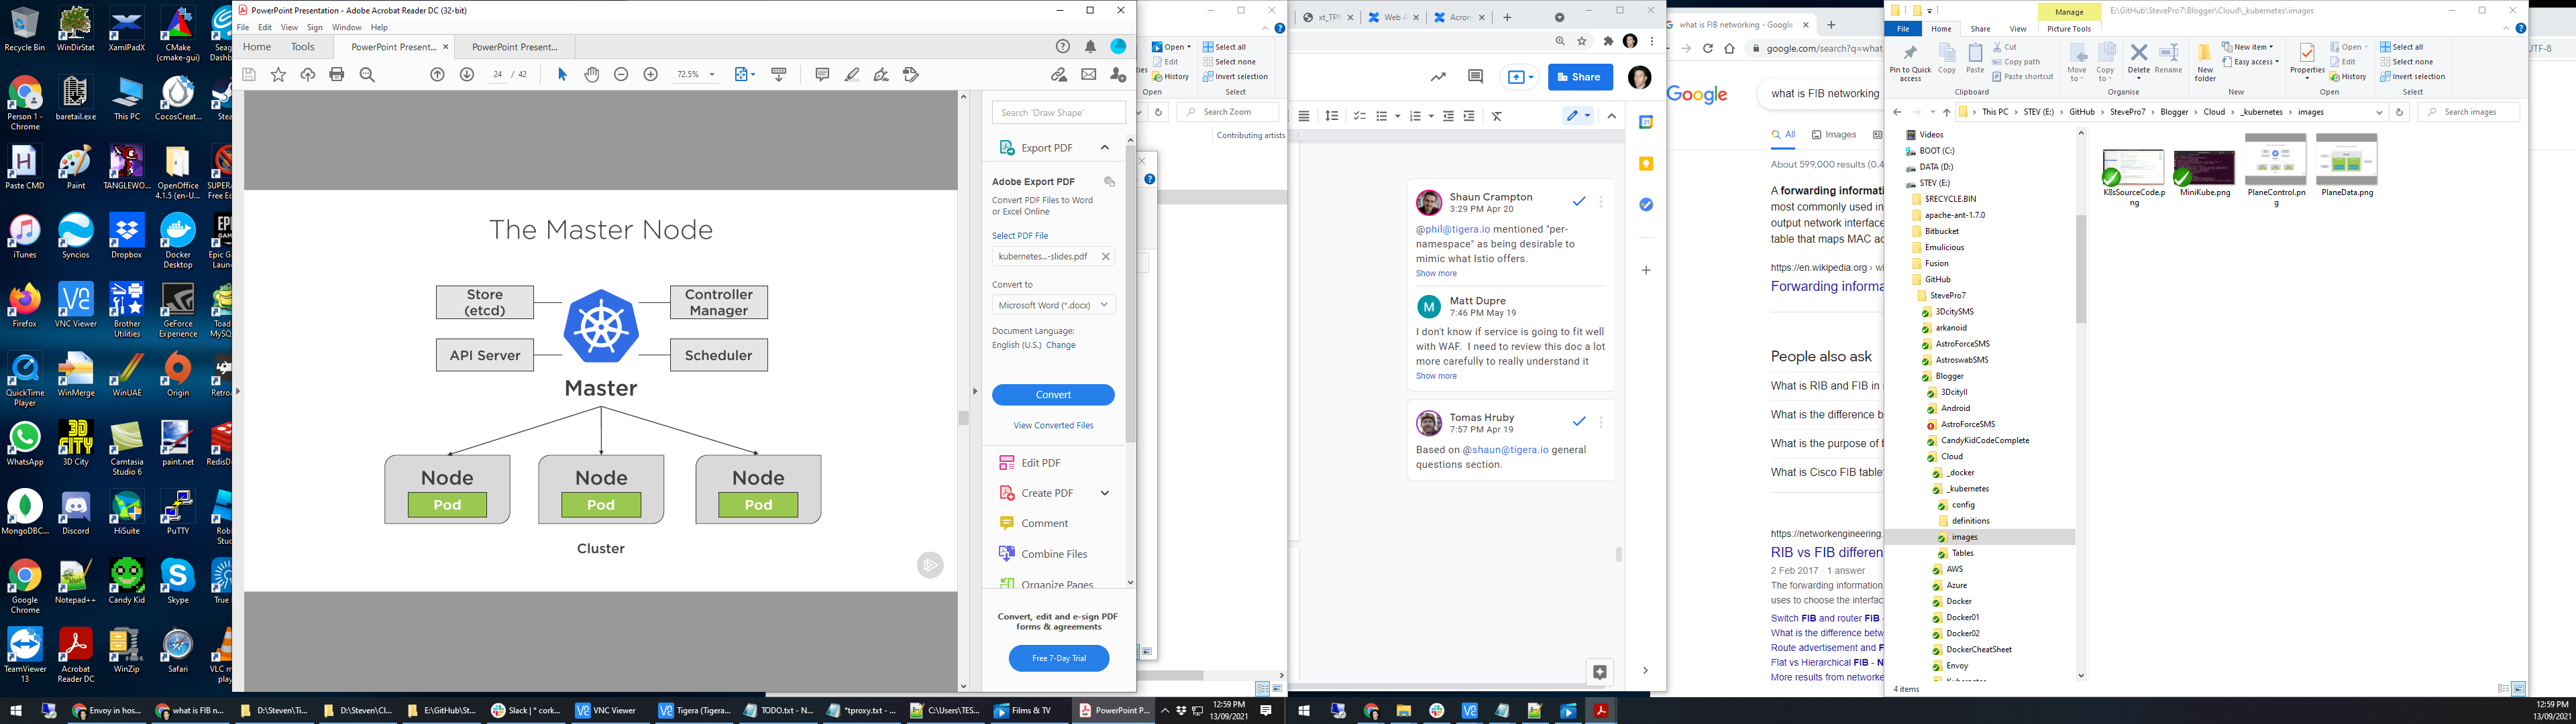 Recycle Bin
WinDirStat
XamlPadX
CMake
(cmake-gui)
Person 1 -
Chrome
baretail.exe
This PC
CocosCreat...
Paste CMD
Paint
TANGLEWO...
OpenOffice
4.1.5 (en-U...
iTunes
Syncios
Dropbox
Docker
Desktop
Firefox
VNC Viewer
Brother
Utilities
GeForce
Experience
QuickTime
Player
WinMerge
WinUAE
Origin
WhatsApp
3D City
Camtasia
Studio 6
paint.net
MongoDBC...
Discord
HiSuite
PuTTY
Google
Chrome
Notepad++
Candy Kid
Skype
TeamViewer
13
Acrobat
Reader DC
WinZip
Safari
PowerPoint Presentation - Adobe Acrobat Reader DC (32-bit)
File Edit View Sign Window Help
Home Tools PowerPoint Present... PowerPoint Present...
24 / 42 72.5%
The Master Node
Store
(etcd)
Controller
Manager
API Server
Scheduler
Master
Node
Pod
Node
Pod
Node
Pod
Cluster
Search 'Draw Shape'
Export PDF
Adobe Export PDF
Convert PDF Files to Word
or Excel Online
Select PDF File
kubernetes...-slides.pdf
Convert to
Microsoft Word (*.docx)
Document Language:
English (U.S.) Change
Convert
View Converted Files
Edit PDF
Create PDF
Comment
Combine Files
Organize Pages
Convert, edit and e-sign PDF
forms & agreements
Free 7-Day Trial
Open
Edit
History
Open
Select all
Select none
Invert selection
Select
Search Zoom
Contributing artists
xt_TPR
Web A
Acrom
Share
Shaun Crampton
3:29 PM Apr 20
@phil@tigera.io mentioned "per-
namespace" as being desirable to
mimic what Istio offers.
Show more
Matt Dupre
7:46 PM May 19
I don't know if service is going to fit well
with WAF. I need to review this doc a lot
more carefully to really understand it
Show more
Tomas Hruby
7:57 PM Apr 19
Based on @shaun@tigera.io general
questions section.
what is FIB networking - Google
google.com/search?q=what
Google
what is FIB networking
All Images
About 599,000 results (0.4
A forwarding informati
most commonly used in
output network interface
table that maps MAC ad
https://en.wikipedia.org › wi
Forwarding informa
People also ask
What is RIB and FIB in
What is the difference b
What is the purpose of f
What is Cisco FIB table
https://networkengineering.
RIB vs FIB differen
2 Feb 2017 · 1 answer
The forwarding information
uses to choose the interfac
Switch FIB and router FIB -
What is the difference betw
Route advertisement and F
Flat vs Hierarchical FIB - N
More results from networke
Manage
E:\GitHub\StevePro7\Blogger\Cloud\_kubernetes\images
File Home Share View Picture Tools
Pin to Quick
access
Copy
Paste
Cut
Copy path
Paste shortcut
Clipboard
Move
to
Copy
to
Delete
Rename
Organise
New
folder
New item
Easy access
New
Properties
Open
Edit
History
Open
Select all
Select none
Invert selection
Select
This PC › STEV (E:) › GitHub › StevePro7 › Blogger › Cloud › _kubernetes › images
Search images
Videos
BOOT (C:)
DATA (D:)
STEV (E:)
$RECYCLE.BIN
apache-ant-1.7.0
Bitbucket
Emulicious
Fusion
GitHub
StevePro7
3DcitySMS
arkanoid
AstroForceSMS
AstroswabSMS
Blogger
3DcityII
Android
AstroForceSMS
CandyKidCodeComplete
Cloud
_docker
_kubernetes
config
definitions
images
Tables
AWS
Azure
Docker
Docker01
Docker02
DockerCheatSheet
Envoy
K8sSourceCode.p
ng
MiniKube.png
PlaneControl.pn
g
PlaneData.png
4 items
UTF-8
Envoy in hos...
what is FIB n...
D:\Steven\Ti...
D:\Steven\Cl...
E:\GitHub\St...
Slack | * cork...
VNC Viewer
Tigera (Tigera...
TODO.txt - N...
*tproxy.txt - ...
C:\Users\TES...
Films & TV
PowerPoint P...
12:59 PM
13/09/2021
12:59 PM
13/09/2021